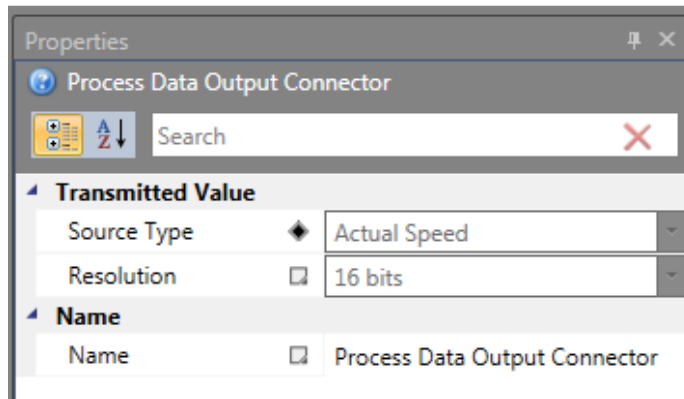 Properties
Process Data Output Connector
A Z
Search
Transmitted Value
Source Type Actual Speed
Resolution 16 bits
Name
Name Process Data Output Connector